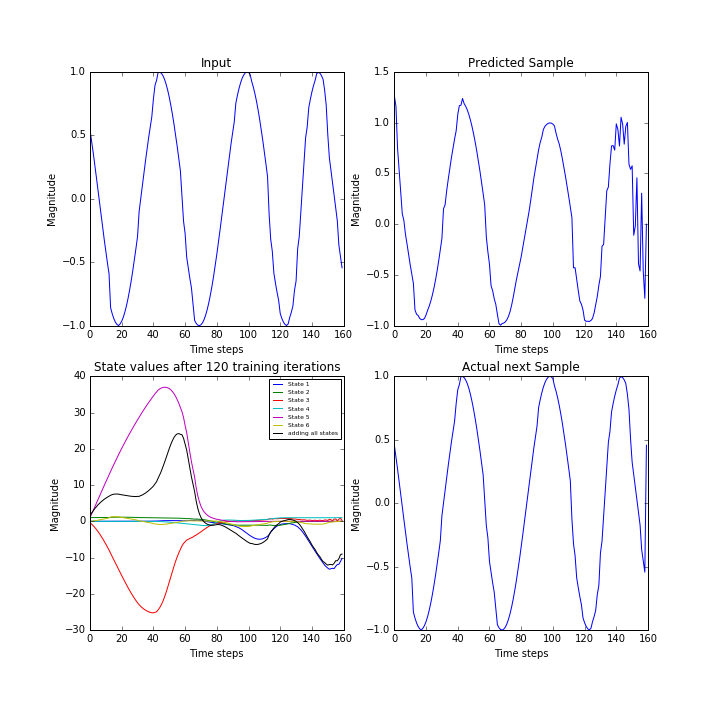 Input
1.0
0.5
0.0
−0.5
−1.0
Magnitude
0 20 40 60 80 100 120 140 160
Time steps
Predicted Sample
1.5
1.0
0.5
0.0
−0.5
−1.0
Magnitude
0 20 40 60 80 100 120 140 160
Time steps
State values after 120 training iterations
40
30
20
10
0
−10
−20
−30
Magnitude
State 1
State 2
State 3
State 4
State 5
State 6
adding all states
0 20 40 60 80 100 120 140 160
Time steps
Actual next Sample
1.0
0.5
0.0
−0.5
−1.0
Magnitude
0 20 40 60 80 100 120 140 160
Time steps